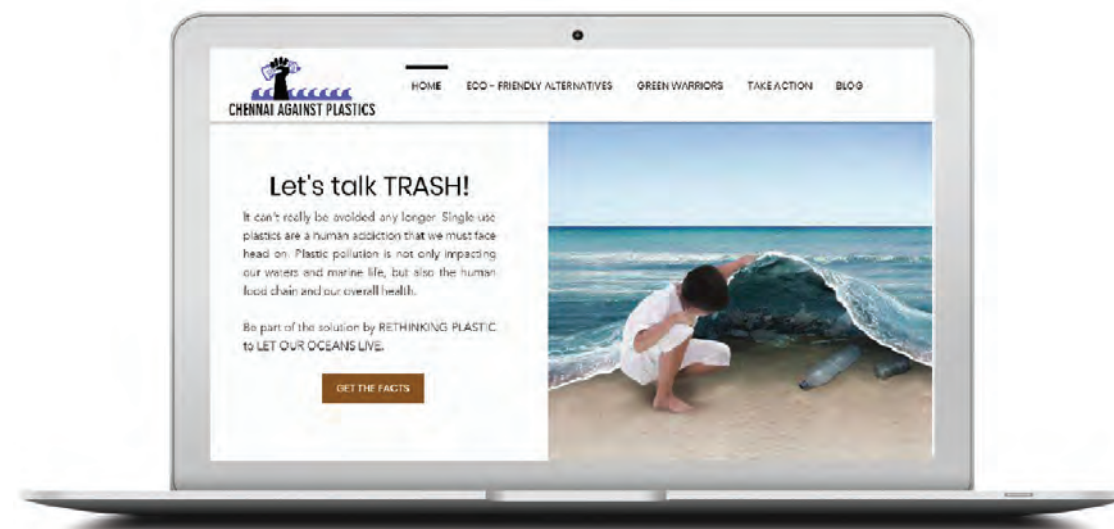 CHENNAI AGAINST PLASTICS
HOME ECO - FRIENDLY ALTERNATIVES GREEN WARRIORS TAKE ACTION BLOG
Let's talk TRASH!
It can't really be avoided any longer. Single-use
plastics are a human addiction that we must face
head on. Plastic pollution is not only impacting
our waters and marine life, but also the human
food chain and our overall health.
Be part of the solution by RETHINKING PLASTIC
to LET OUR OCEANS LIVE.
GET THE FACTS